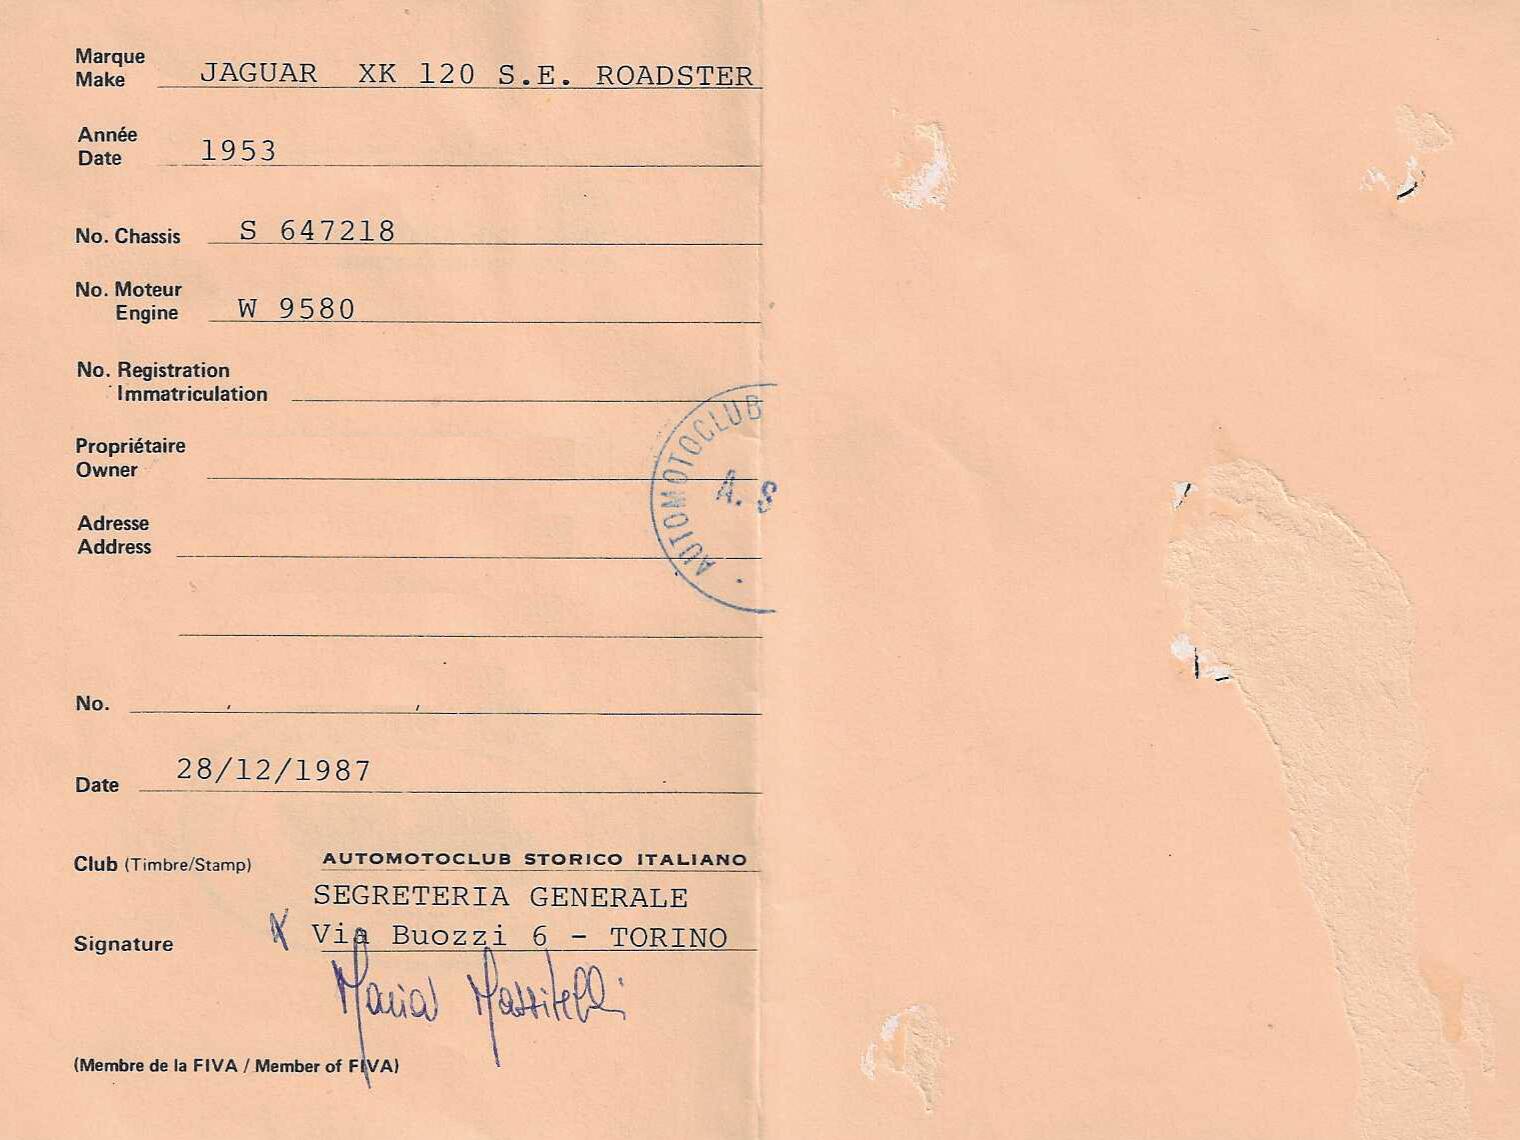 Marque
Make JAGUAR XK 120 S.E. ROADSTER
Année
Date 1953
No. Chassis S 647218
No. Moteur
Engine W 9580
No. Registration
Immatriculation
Propriétaire
Owner
Adresse
Address
AUTOMOTOCLUB
A. S
No.
Date 28/12/1987
Club (Timbre/Stamp) AUTOMOTOCLUB STORICO ITALIANO
SEGRETERIA GENERALE
Signature Via Buozzi 6 - TORINO
Maria
(Membre de la FIVA / Member of FIVA)